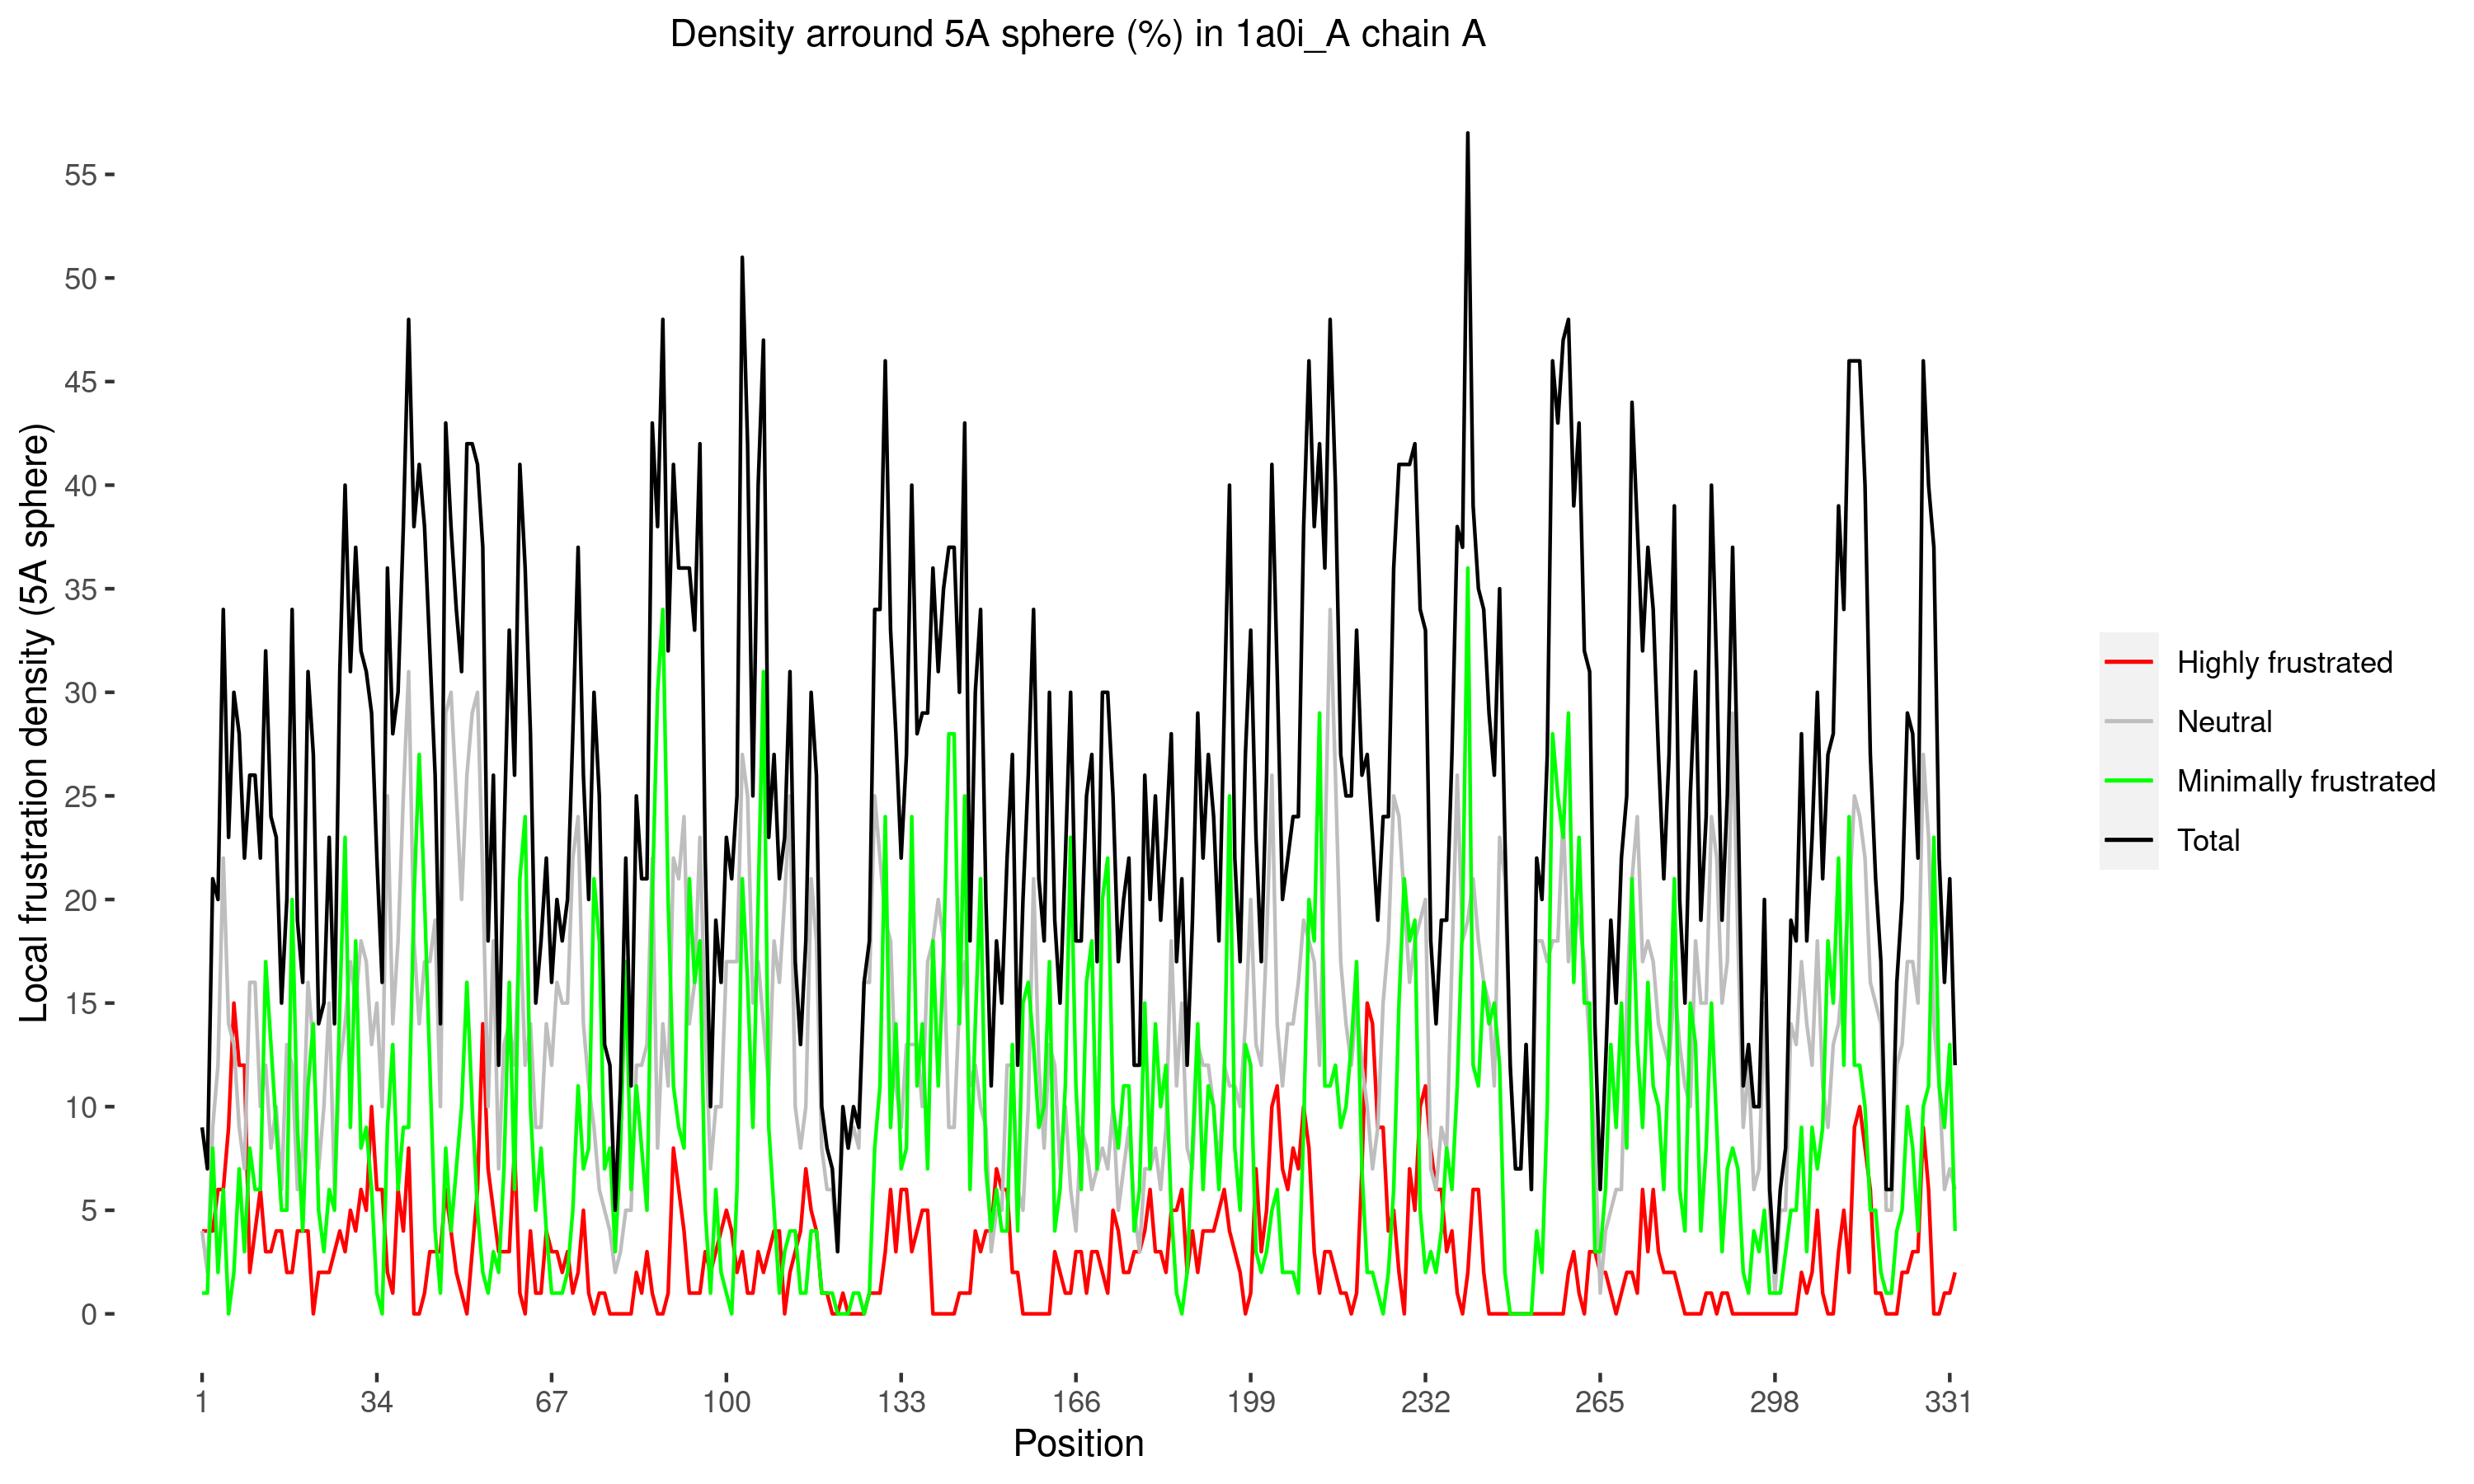 Density arround 5A sphere (%) in 1a0i_A chain A
Local frustration density (5A sphere)
55
50
45
40
35
30
25
20
15
10
5
0
1 34 67 100 133 166 199 232 265 298 331
Position
Highly frustrated
Neutral
Minimally frustrated
Total